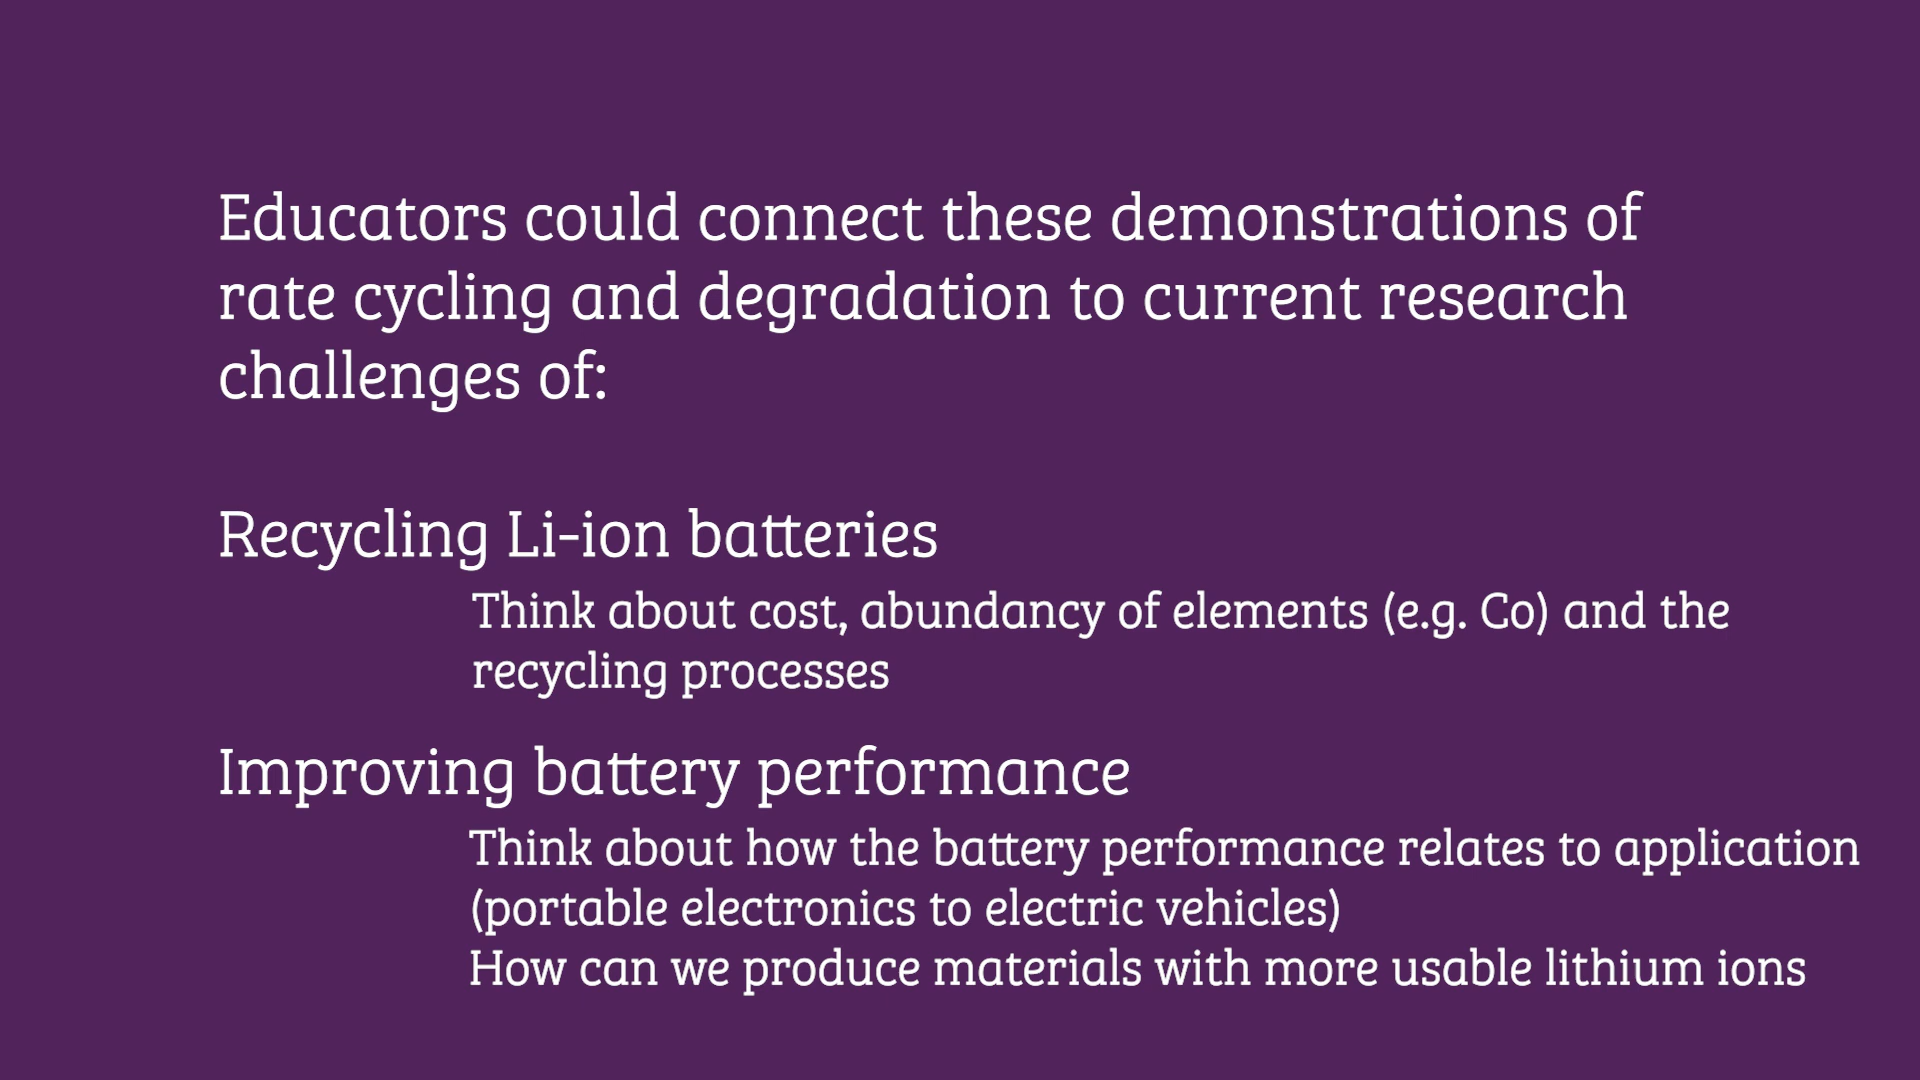 Educators could connect these demonstrations of
rate cycling and degradation to current research
challenges of:
Recycling Li-ion batteries
Think about cost, abundancy of elements (e.g. Co) and the
recycling processes
Improving battery performance
Think about how the battery performance relates to application
(portable electronics to electric vehicles)
How can we produce materials with more usable lithium ions